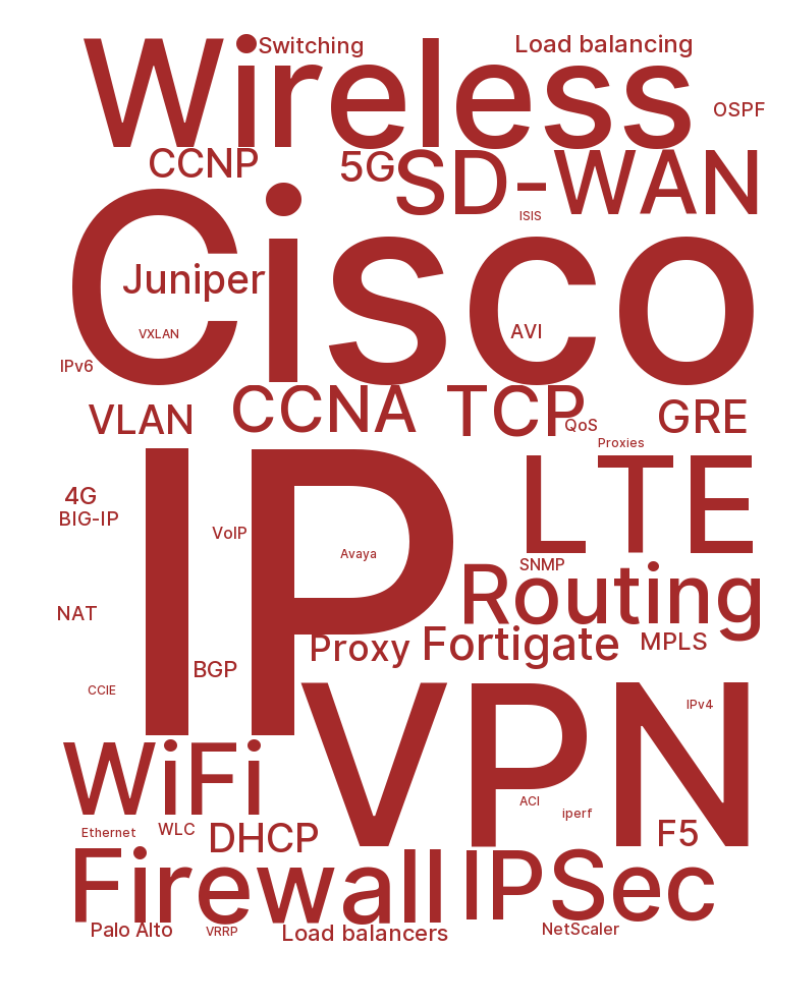 Wireless
Switching
Load balancing
OSPF
CCNP
5G
SD-WAN
ISIS
Cisco
Juniper
VXLAN
AVI
IPv6
VLAN
CCNA
TCP
QoS
GRE
Proxies
IP
LTE
4G
BIG-IP
VoIP
Avaya
SNMP
Routing
NAT
Proxy
Fortigate
MPLS
BGP
CCIE
VPN
IPv4
WiFi
ACI
iperf
Ethernet
WLC
DHCP
F5
Firewall
IPSec
Palo Alto
VRRP
Load balancers
NetScaler